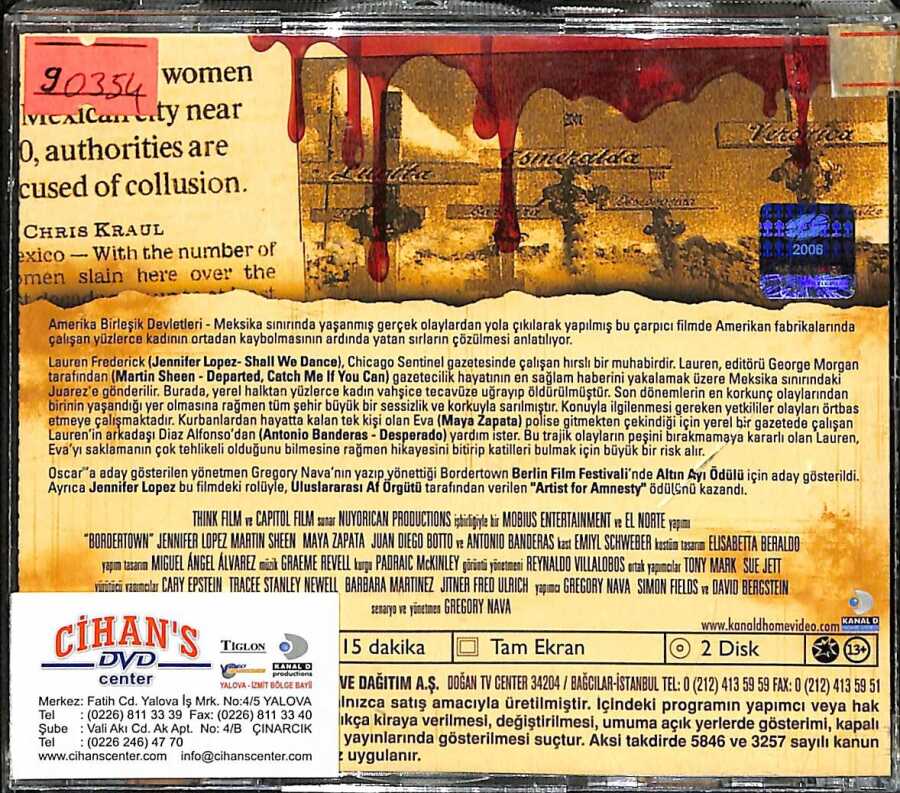 90354
women
Mexican city near
0, authorities are
cused of collusion.
CHRIS KRAUL
exico — With the number of
omen slain here over the
Lucita
Esmeralda
Veronica
Barbara
2006
Amerika Birleşik Devletleri - Meksika sınırında yaşanmış gerçek olaylardan yola çıkılarak yapılmış bu çarpıcı filmde Amerikan fabrikalarında
çalışan yüzlerce kadının ortadan kaybolmasının ardında yatan sırların çözülmesi anlatılıyor.
Lauren Frederick (Jennifer Lopez- Shall We Dance), Chicago Sentinel gazetesinde çalışan hırslı bir muhabirdir. Lauren, editörü George Morgan
tarafından (Martin Sheen - Departed, Catch Me If You Can) gazetecilik hayatının en sağlam haberini yakalamak üzere Meksika sınırındaki
Juarez'e gönderilir. Burada, yerel halktan yüzlerce kadın vahşice tecavüze uğrayıp öldürülmüştür. Son dönemlerin en korkunç olaylarından
birinin yaşandığı yer olmasına rağmen tüm şehir büyük bir sessizlik ve korkuyla sarılmıştır. Konuyla ilgilenmesi gereken yetkililer olayları örtbas
etmeye çalışmaktadır. Kurbanlardan hayatta kalan tek kişi olan Eva (Maya Zapata) polise gitmekten çekindiği için yerel bir gazetede çalışan
Lauren'in arkadaşı Diaz Alfonso'dan (Antonio Banderas - Desperado) yardım ister. Bu trajik olayların peşini bırakmamaya kararlı olan Lauren,
Eva'yı saklamanın çok tehlikeli olduğunu bilmesine rağmen hikayesini bitirip katilleri bulmak için büyük bir risk alır.
Oscar"a aday gösterilen yönetmen Gregory Nava'nın yazıp yönettiği Bordertown Berlin Film Festivali'nde Altın Ayı Ödülü için aday gösterildi.
Ayrıca Jennifer Lopez bu filmdeki rolüyle, Uluslararası Af Örgütü tarafından verilen "Artist for Amnesty" ödülünü kazandı.
THINK FILM ve CAPITOL FILM sunar NUYORICAN PRODUCTIONS işbirliğiyle bir MOBIUS ENTERTAINMENT ve EL NORTE yapımı
"BORDERTOWN" JENNIFER LOPEZ MARTIN SHEEN MAYA ZAPATA JUAN DIEGO BOTTO ve ANTONIO BANDERAS kast EMIYL SCHWEBER kostüm tasarım ELISABETTA BERALDO
yapım tasarım MIGUEL ÁNGEL ÁLVAREZ müzik GRAEME REVELL kurgu PADRAIC McKINLEY görüntü yönetmeni REYNALDO VILLALOBOS ortak yapımcılar TONY MARK SUE JETT
yürütücü yapımcılar CARY EPSTEIN TRACEE STANLEY NEWELL BARBARA MARTINEZ JITNER FRED ULRICH yapımcı GREGORY NAVA SIMON FIELDS ve DAVID BERGSTEIN
senaryo ve yönetmen GREGORY NAVA
www.kanaldhomevideo.com
KANAL D
15 dakika
Tam Ekran
2 Disk
13+
CİHAN'S
DVD
center
TIGLON
KANAL D
productions
YALOVA - İZMİT BÖLGE BAYİİ
Merkez: Fatih Cd. Yalova İş Mrk. No:4/5 YALOVA
Tel : (0226) 811 33 39 Fax: (0226) 811 33 40
Şube : Vali Akı Cd. Ak Apt. No: 4/B ÇINARCIK
Tel : (0226 246) 47 70
www.cihanscenter.com info@cihanscenter.com
VE DAĞITIM A.Ş. DOĞAN TV CENTER 34204 / BAĞCILAR-İSTANBUL TEL: 0 (212) 413 59 59 FAX: 0 (212) 413 59 51
alnızca satış amacıyla üretilmiştir. İçindeki programın yapımcı veya hak
ıkça kiraya verilmesi, değiştirilmesi, umuma açık yerlerde gösterimi, kapalı
yayınlarında gösterilmesi suçtur. Aksi takdirde 5846 ve 3257 sayılı kanun
z uygulanır.